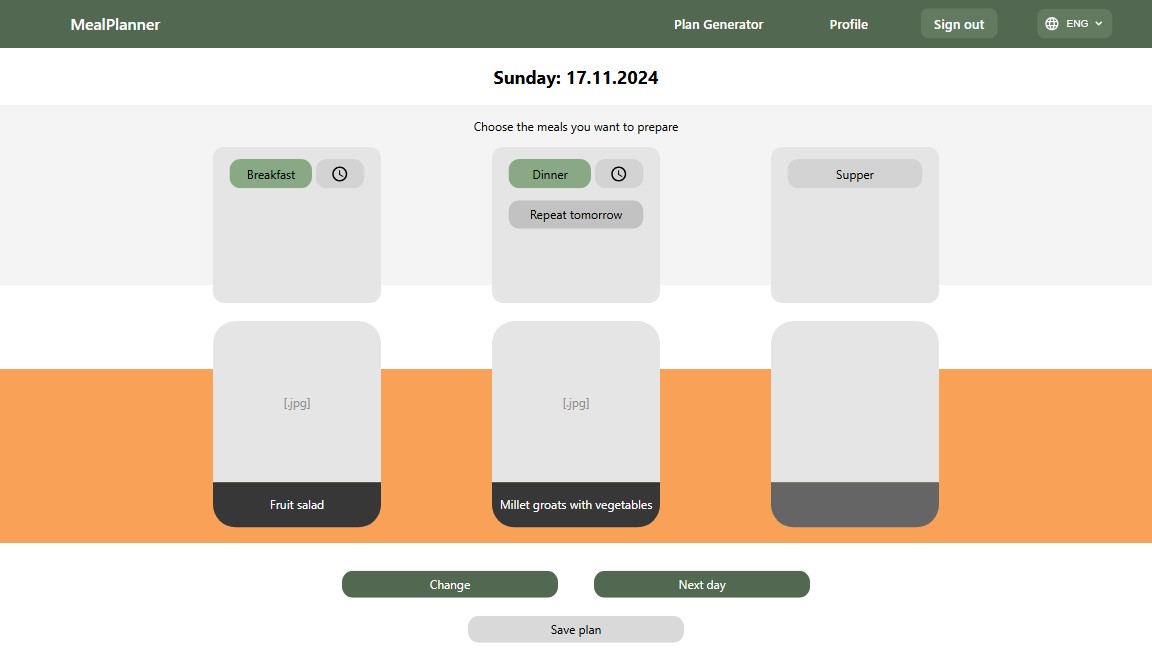 MealPlanner
Plan Generator
Profile
Sign out
ENG
Sunday: 17.11.2024
Choose the meals you want to prepare
Breakfast
Dinner
Supper
Repeat tomorrow
[.jpg]
[.jpg]
Fruit salad
Millet groats with vegetables
Change
Next day
Save plan